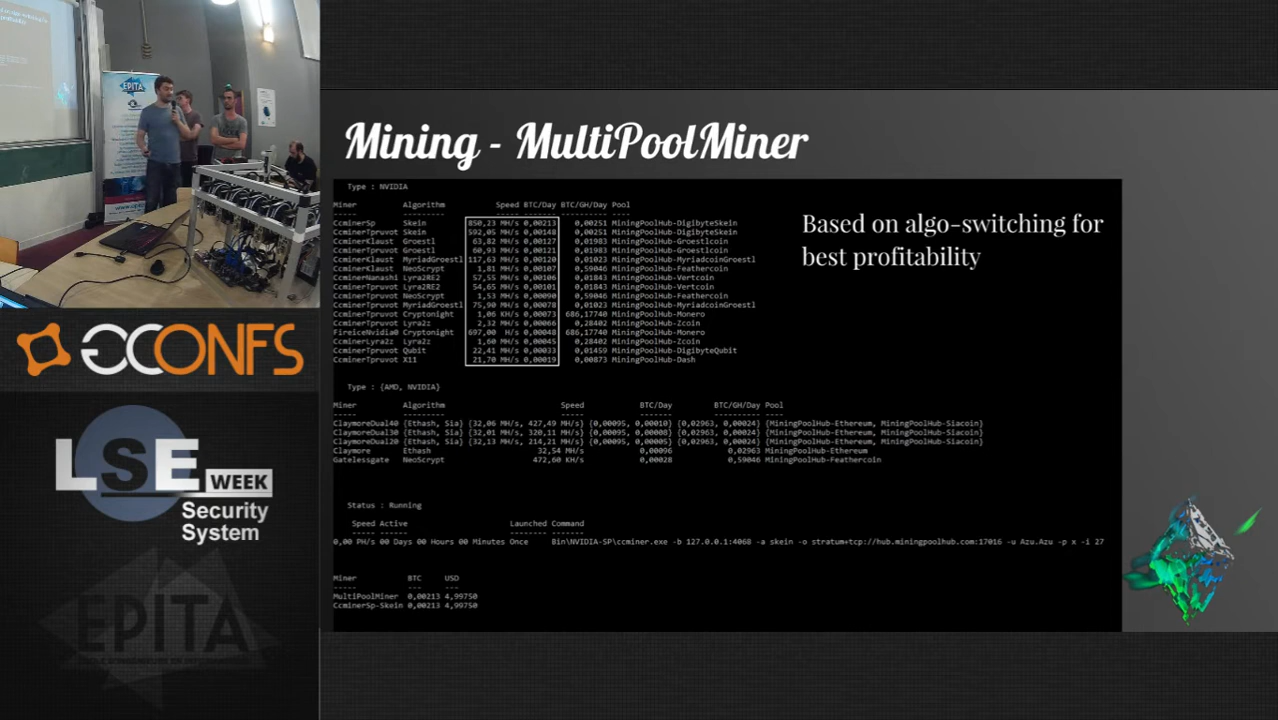 Mining - MultiPoolMiner
Based on algo-switching for
best profitability
Type : NVIDIA
Miner Algorithm Speed BTC/Day BTC/GH/Day Pool
CcminerSp Skein 850,23 MH/s 0,00213 0,00251 MiningPoolHub-DigibyteSkein
CcminerTpruvot Skein 592,05 MH/s 0,00148 0,00251 MiningPoolHub-DigibyteSkein
CcminerKlaust Groestl 63,82 MH/s 0,00127 0,01983 MiningPoolHub-Groestlcoin
CcminerTpruvot Groestl 60,93 MH/s 0,00121 0,01983 MiningPoolHub-Groestlcoin
CcminerKlaust MyriadGroestl 117,63 MH/s 0,00120 0,01023 MiningPoolHub-MyriadcoinGroestl
CcminerKlaust NeoScrypt 1,81 MH/s 0,00107 0,59046 MiningPoolHub-Feathercoin
CcminerNanashi Lyra2RE2 57,55 MH/s 0,00106 0,01843 MiningPoolHub-Vertcoin
CcminerTpruvot Lyra2RE2 54,65 MH/s 0,00101 0,01843 MiningPoolHub-Vertcoin
CcminerTpruvot NeoScrypt 1,53 MH/s 0,00090 0,59046 MiningPoolHub-Feathercoin
CcminerTpruvot MyriadGroestl 75,90 MH/s 0,00078 0,01023 MiningPoolHub-MyriadcoinGroestl
CcminerTpruvot Cryptonight 1,06 KH/s 0,00073 686,17740 MiningPoolHub-Monero
CcminerTpruvot Lyra2z 2,32 MH/s 0,00066 0,28402 MiningPoolHub-Zcoin
FireiceNvidia0 Cryptonight 697,00 H/s 0,00048 686,17740 MiningPoolHub-Monero
CcminerLyra2z Lyra2z 1,60 MH/s 0,00045 0,28402 MiningPoolHub-Zcoin
CcminerTpruvot Qubit 22,41 MH/s 0,00033 0,01459 MiningPoolHub-DigibyteQubit
CcminerTpruvot X11 21,70 MH/s 0,00019 0,00873 MiningPoolHub-Dash
Type : {AMD, NVIDIA}
Miner Algorithm Speed BTC/Day BTC/GH/Day Pool
ClaymoreDual40 {Ethash, Sia} {32,06 MH/s, 427,49 MH/s} {0,00095, 0,00010} {0,02963, 0,00024} {MiningPoolHub-Ethereum, MiningPoolHub-Siacoin}
ClaymoreDual30 {Ethash, Sia} {32,01 MH/s, 320,11 MH/s} {0,00095, 0,00008} {0,02963, 0,00024} {MiningPoolHub-Ethereum, MiningPoolHub-Siacoin}
ClaymoreDual20 {Ethash, Sia} {32,13 MH/s, 214,21 MH/s} {0,00095, 0,00005} {0,02963, 0,00024} {MiningPoolHub-Ethereum, MiningPoolHub-Siacoin}
Claymore Ethash 32,54 MH/s 0,00096 0,02963 MiningPoolHub-Ethereum
Gatelessgate NeoScrypt 472,60 KH/s 0,00028 0,59046 MiningPoolHub-Feathercoin
Status : Running
Speed Active Launched Command
0,00 PH/s 00 Days 00 Hours 00 Minutes Once Bin\NVIDIA-SP\ccminer.exe -b 127.0.0.1:4068 -a skein -o stratum+tcp://hub.miningpoolhub.com:17016 -u Azu.Azu -p x -i 27
Miner BTC USD
MultiPoolMiner 0,00213 4,99750
CcminerSp-Skein 0,00213 4,99750
EPITA
GCONFS
LSE WEEK
Security
System
EPITA